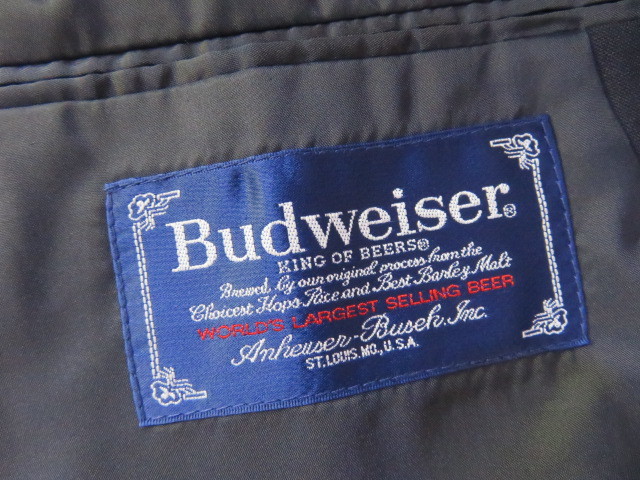 Budweiser®
KING OF BEERS®
Brewed by our original process from the
Choicest Hops Rice and Best Barley Malt
WORLD'S LARGEST SELLING BEER
Anheuser-Busch, Inc.
ST. LOUIS, MO., U.S.A.